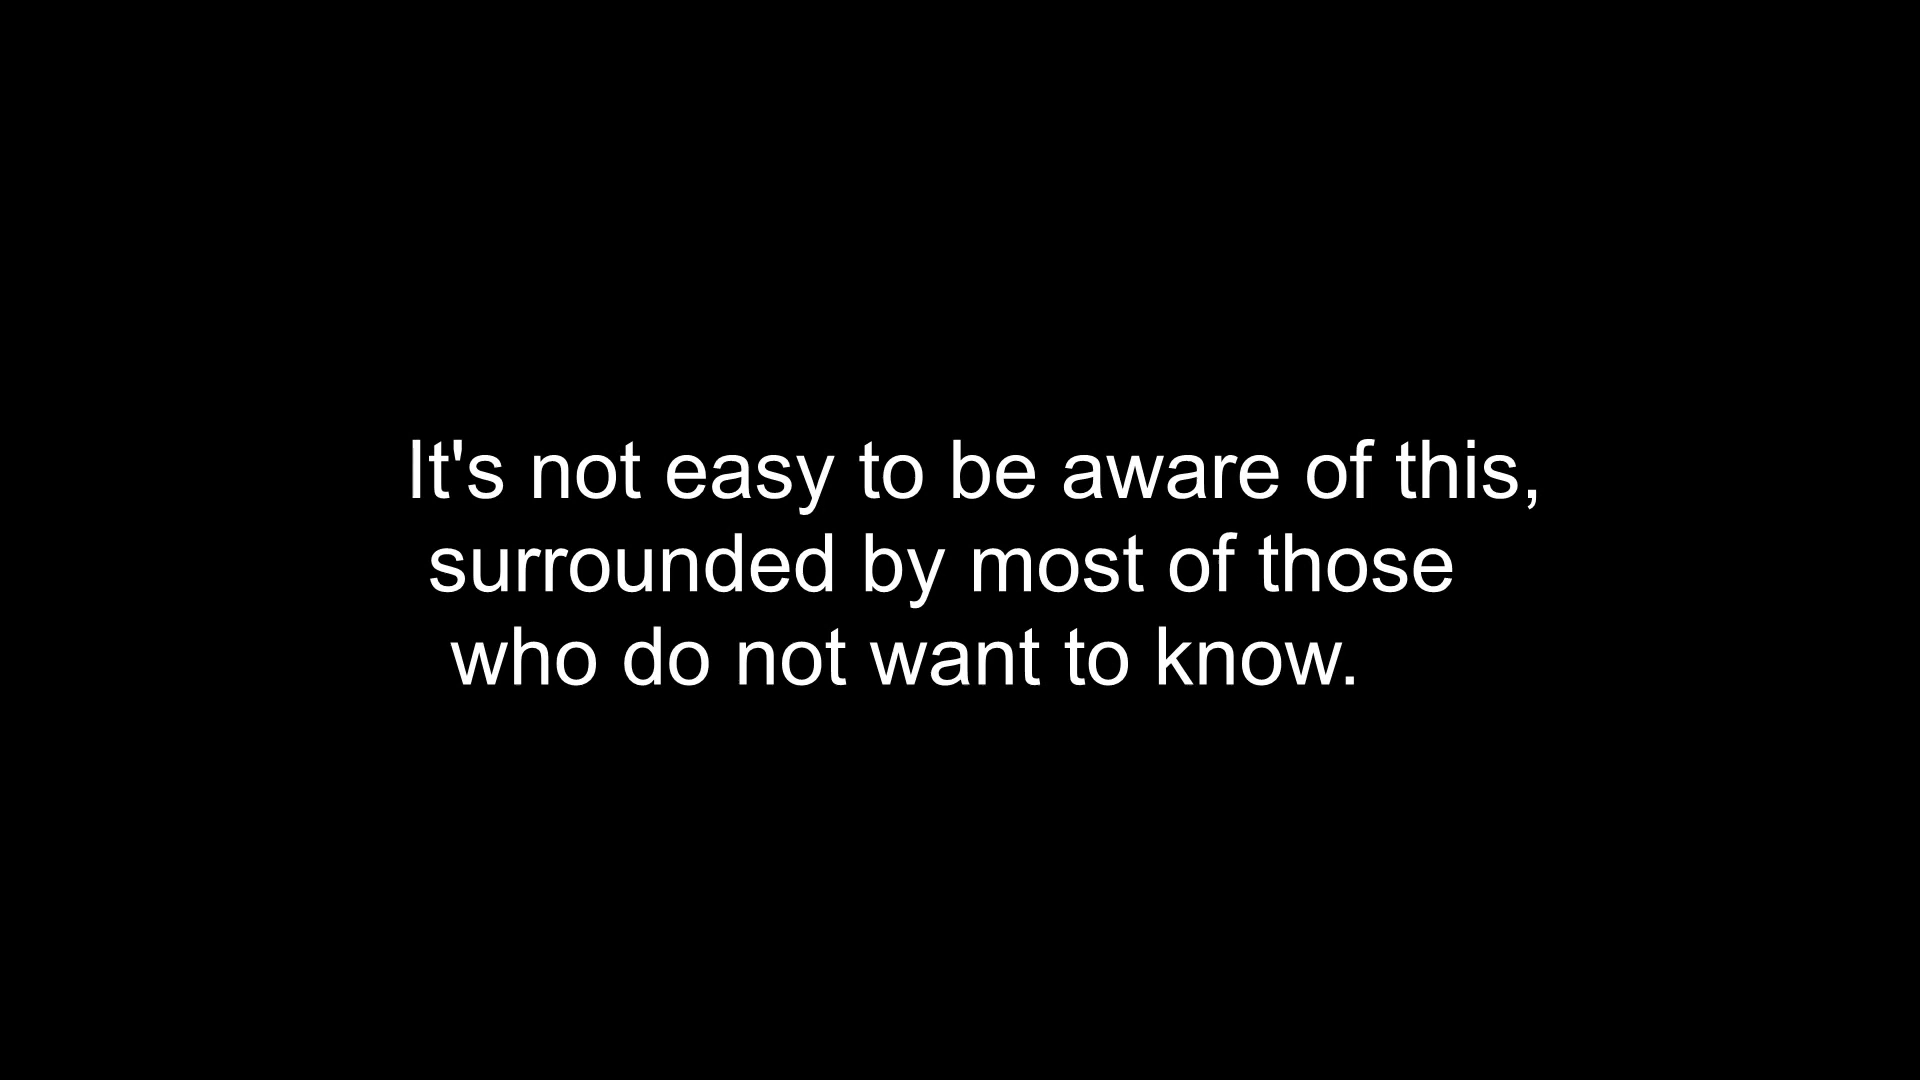 It's not easy to be aware of this,
surrounded by most of those
who do not want to know.